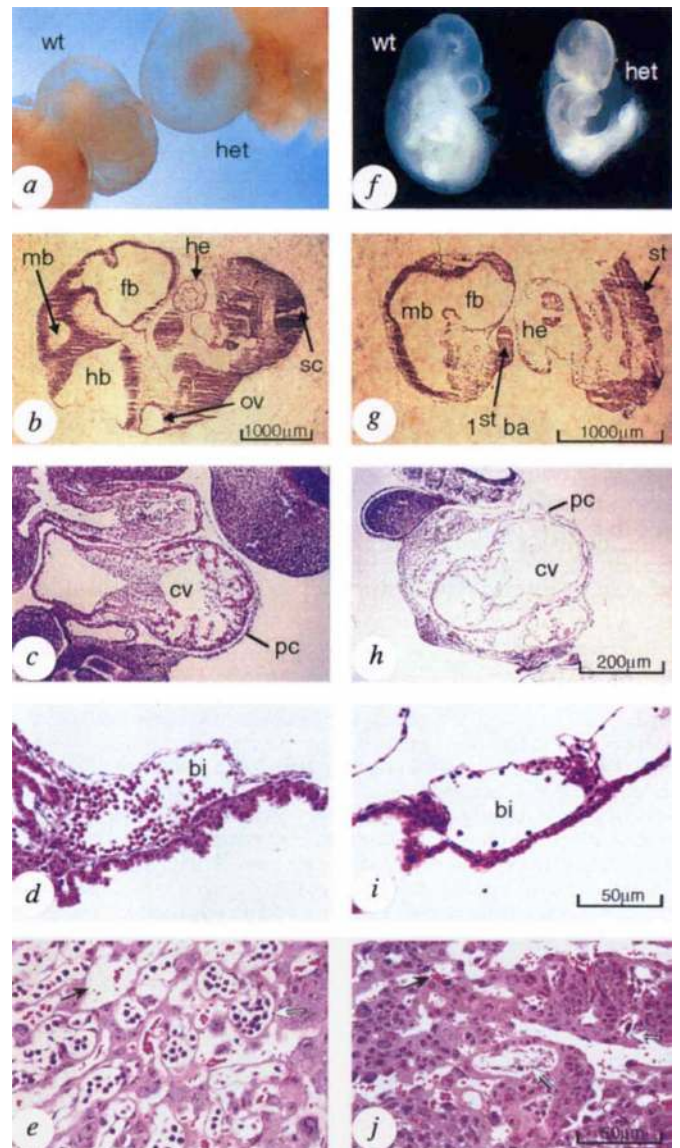 wt
het
a
wt
het
f
mb
fb
he
hb
sc
ov
1000µm
b
mb
fb
he
st
1st ba
1000µm
g
cv
pc
c
pc
cv
200µm
h
bi
d
bi
50µm
i
e
50µm
j